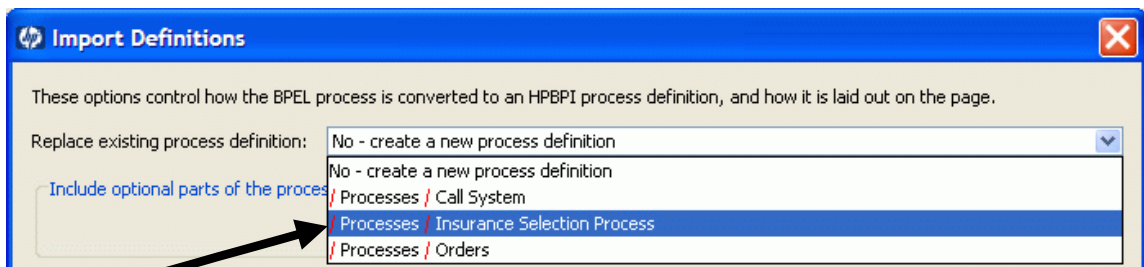 Import Definitions
These options control how the BPEL process is converted to an HPBPI process definition, and how it is laid out on the page.
Replace existing process definition: No - create a new process definition
No - create a new process definition
Include optional parts of the proces
/ Processes / Call System
/ Processes / Insurance Selection Process
/ Processes / Orders